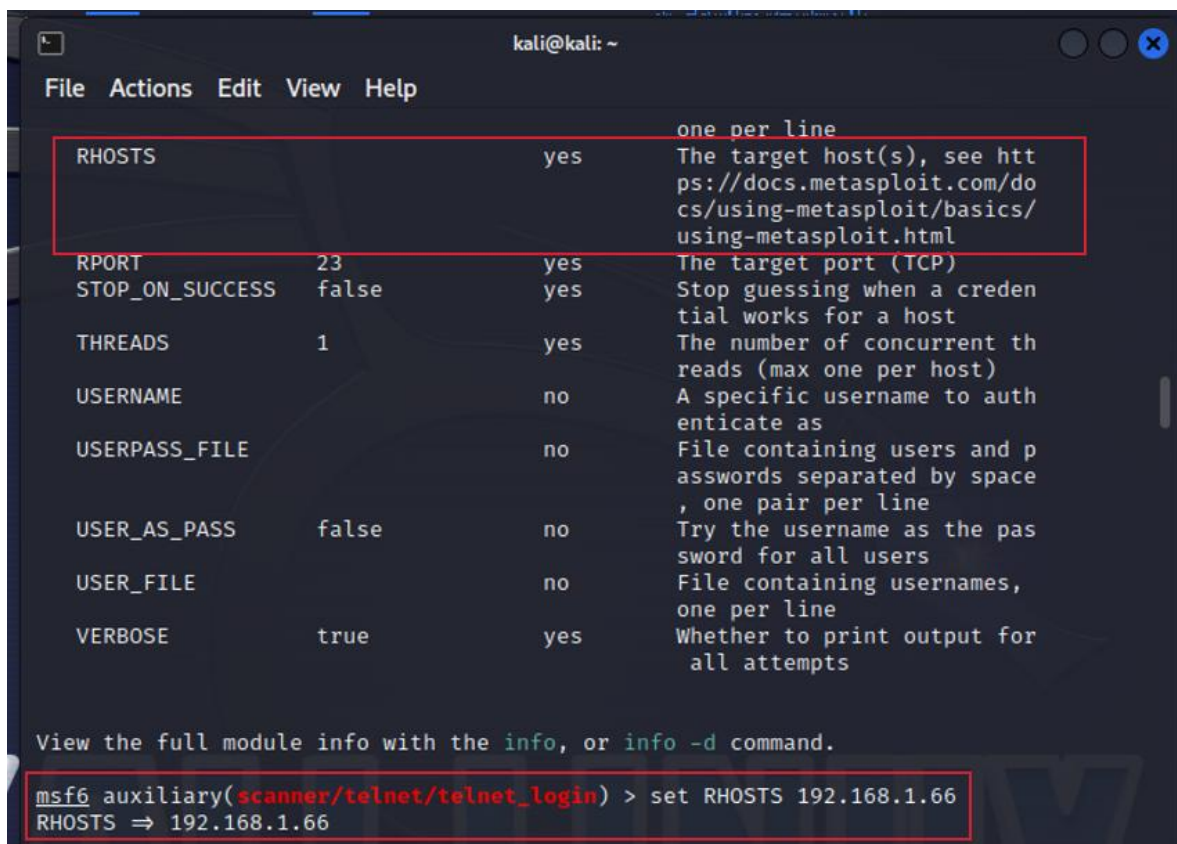 kali@kali: ~
File Actions Edit View Help
one per line
RHOSTS yes The target host(s), see htt
ps://docs.metasploit.com/do
cs/using-metasploit/basics/
using-metasploit.html
RPORT 23 yes The target port (TCP)
STOP_ON_SUCCESS false yes Stop guessing when a creden
tial works for a host
THREADS 1 yes The number of concurrent th
reads (max one per host)
USERNAME no A specific username to auth
enticate as
USERPASS_FILE no File containing users and p
asswords separated by space
, one pair per line
USER_AS_PASS false no Try the username as the pas
sword for all users
USER_FILE no File containing usernames,
one per line
VERBOSE true yes Whether to print output for
all attempts
View the full module info with the info, or info -d command.
msf6 auxiliary(scanner/telnet/telnet_login) > set RHOSTS 192.168.1.66
RHOSTS ⇒ 192.168.1.66